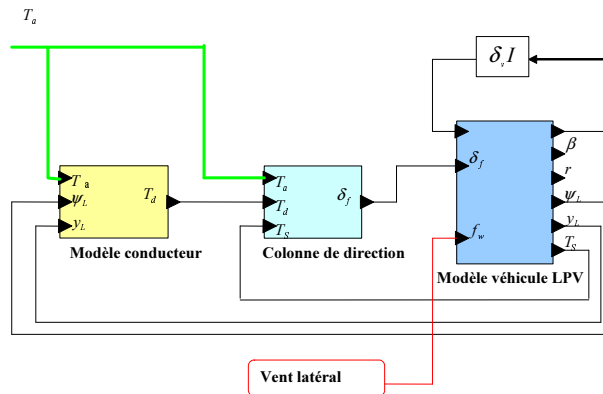 T_a
δ_v I
β
δ_f
r
T_a
ψ_L
y_L
T_d
T_a
T_d
T_S
δ_f
ψ_L
y_L
T_S
f_w
Modèle conducteur
Colonne de direction
Modèle véhicule LPV
Vent latéral